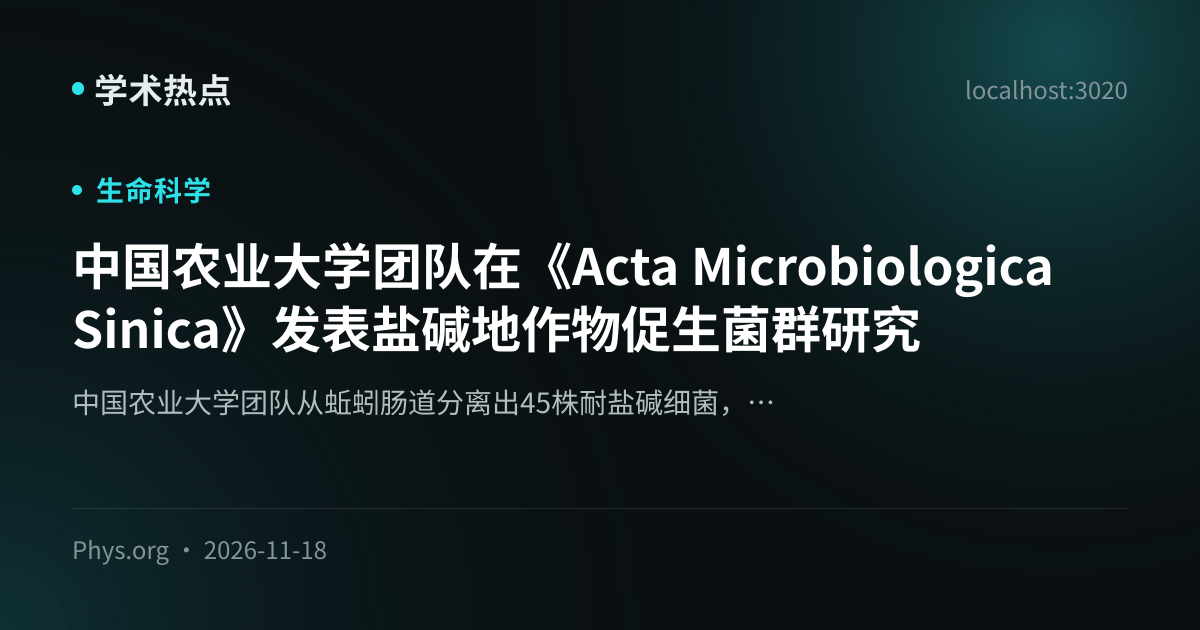 学术热点
localhost:3020
生命科学
中国农业大学团队在《Acta Microbiologica
Sinica》发表盐碱地作物促生菌群研究
中国农业大学团队从蚯蚓肠道分离出45株耐盐碱细菌，…
Phys.org · 2026-11-18